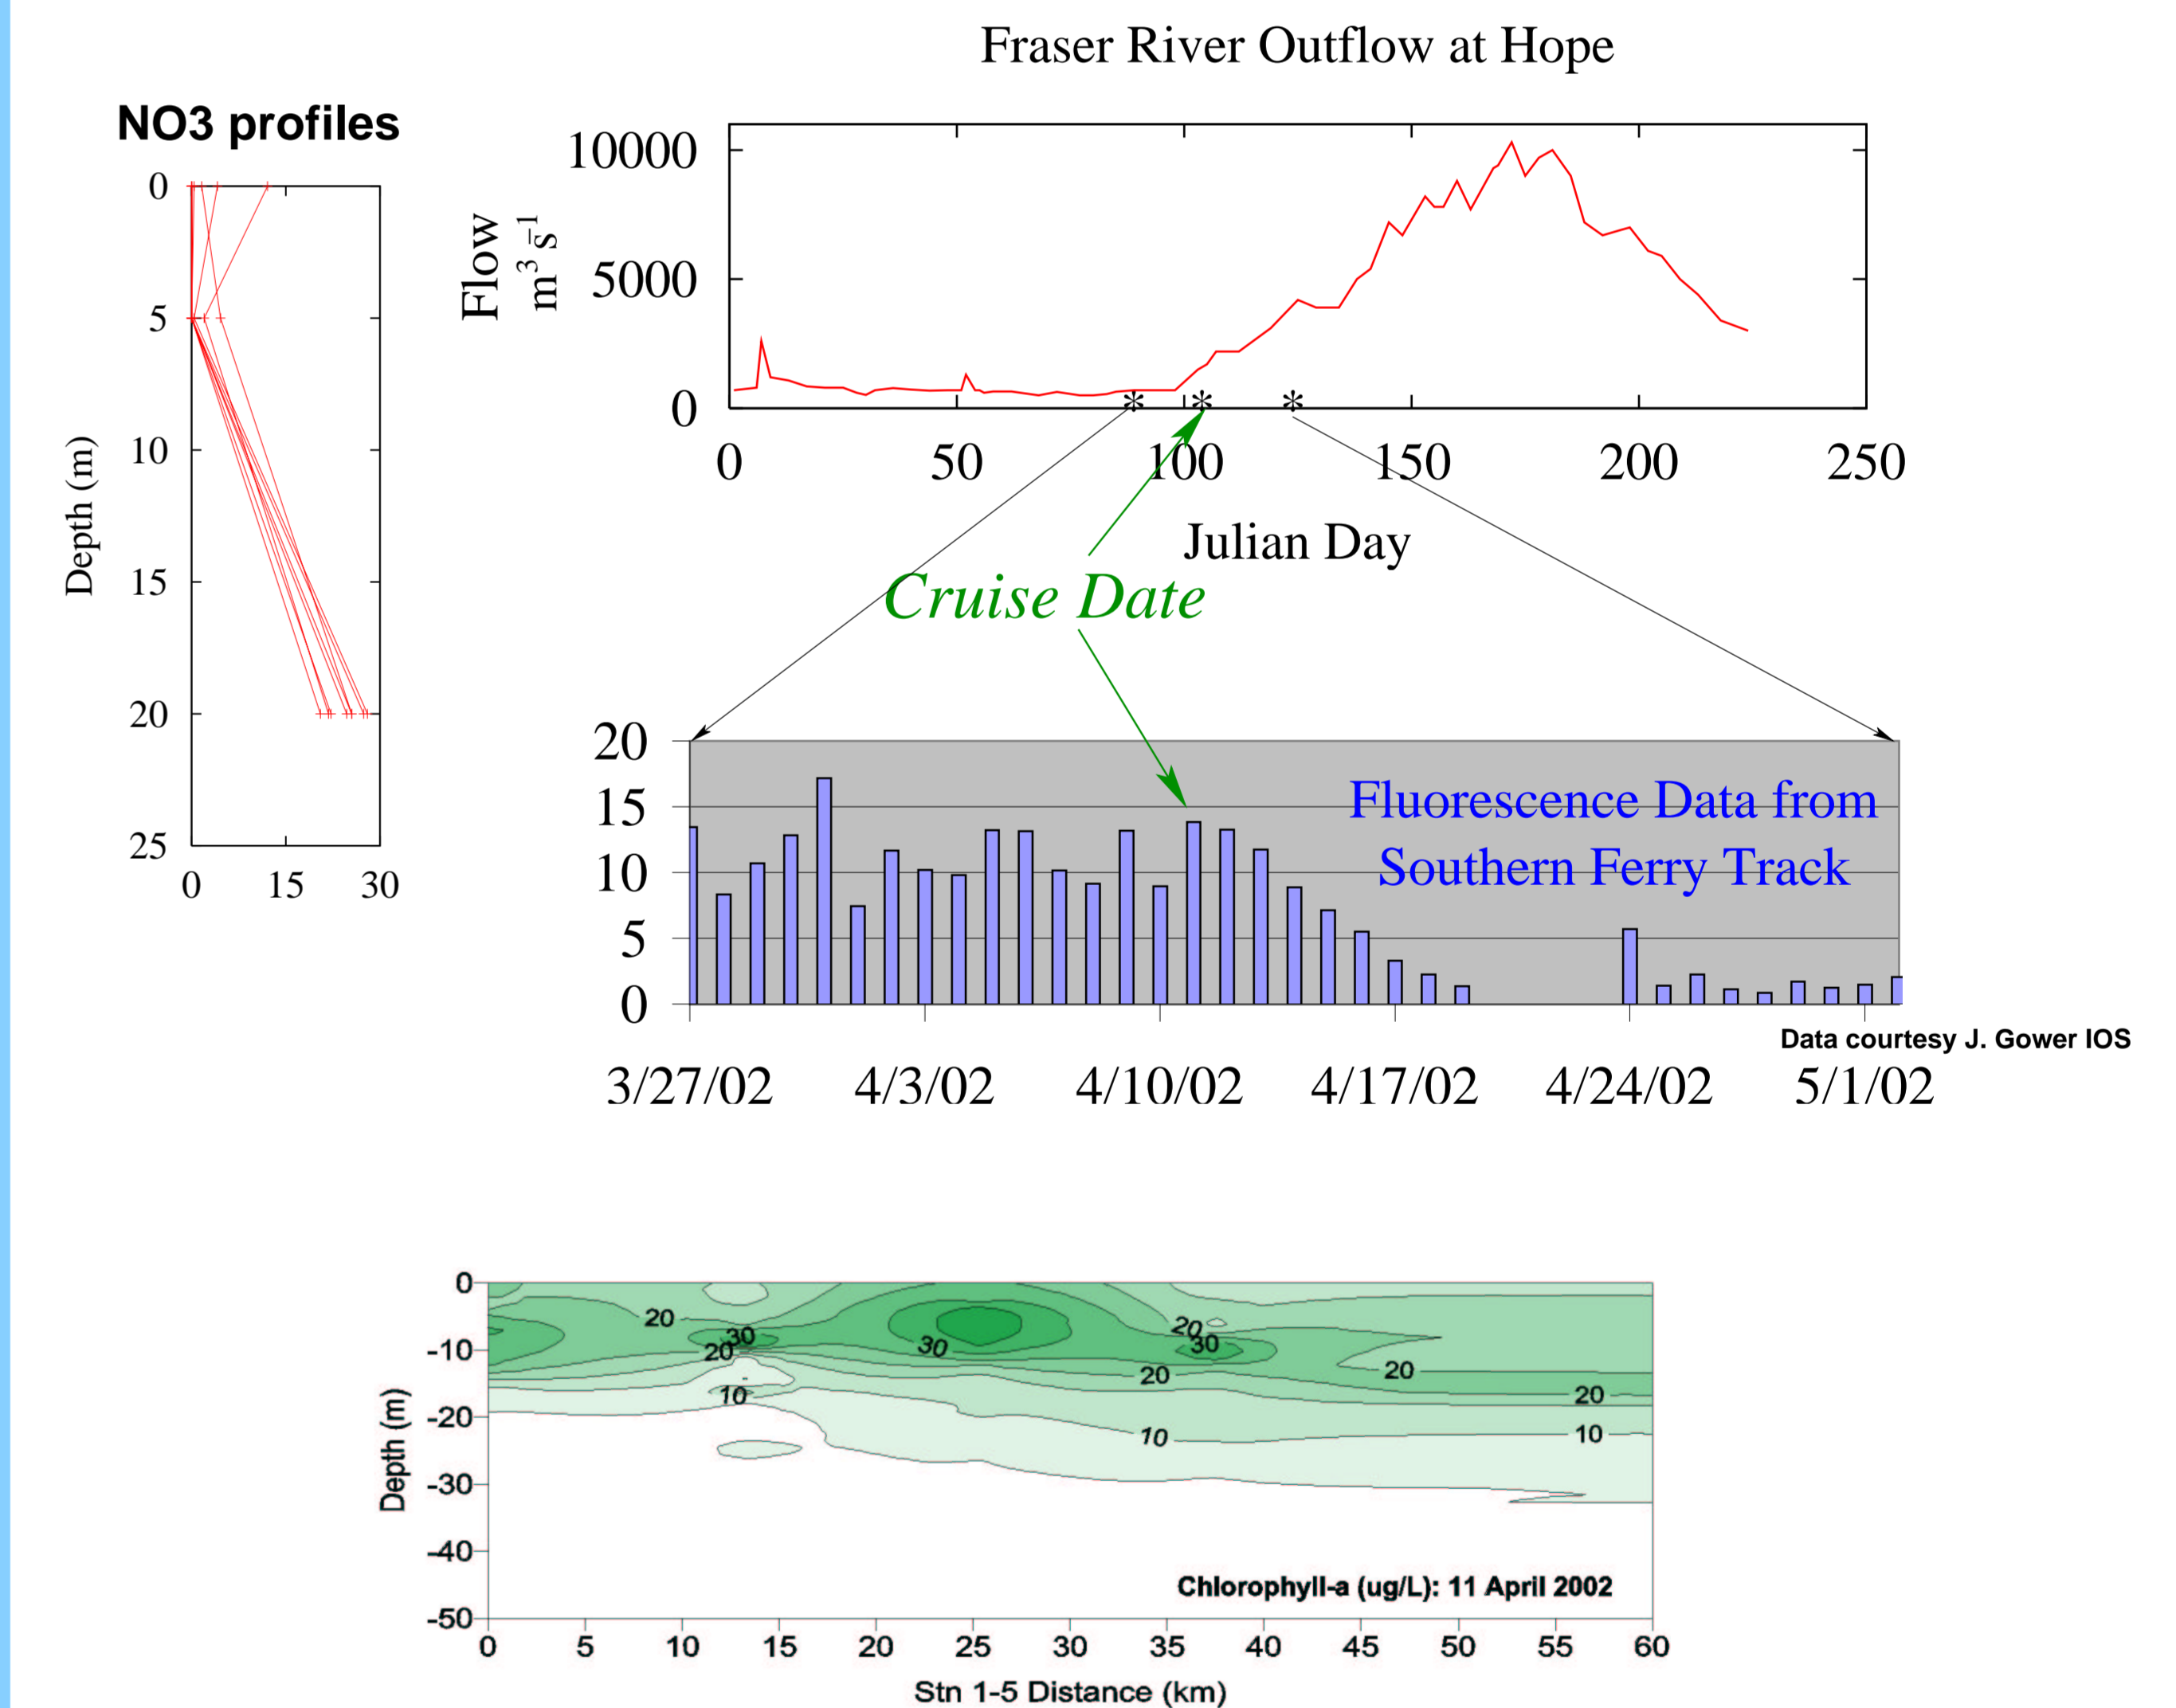 Fraser River Outflow at Hope
NO3 profiles
0
5
10
15
20
25
Depth (m)
0 15 30
10000
5000
0
Flow
m³ s⁻¹
0 50 100 150 200 250
Julian Day
Cruise Date
20
15
10
5
0
Fluorescence Data from
Southern Ferry Track
Data courtesy J. Gower IOS
3/27/02 4/3/02 4/10/02 4/17/02 4/24/02 5/1/02
0
-10
-20
-30
-40
-50
Depth (m)
20
30
20
10
30
20
30
20
10
20
20
10
Chlorophyll-a (ug/L): 11 April 2002
0 5 10 15 20 25 30 35 40 45 50 55 60
Stn 1-5 Distance (km)